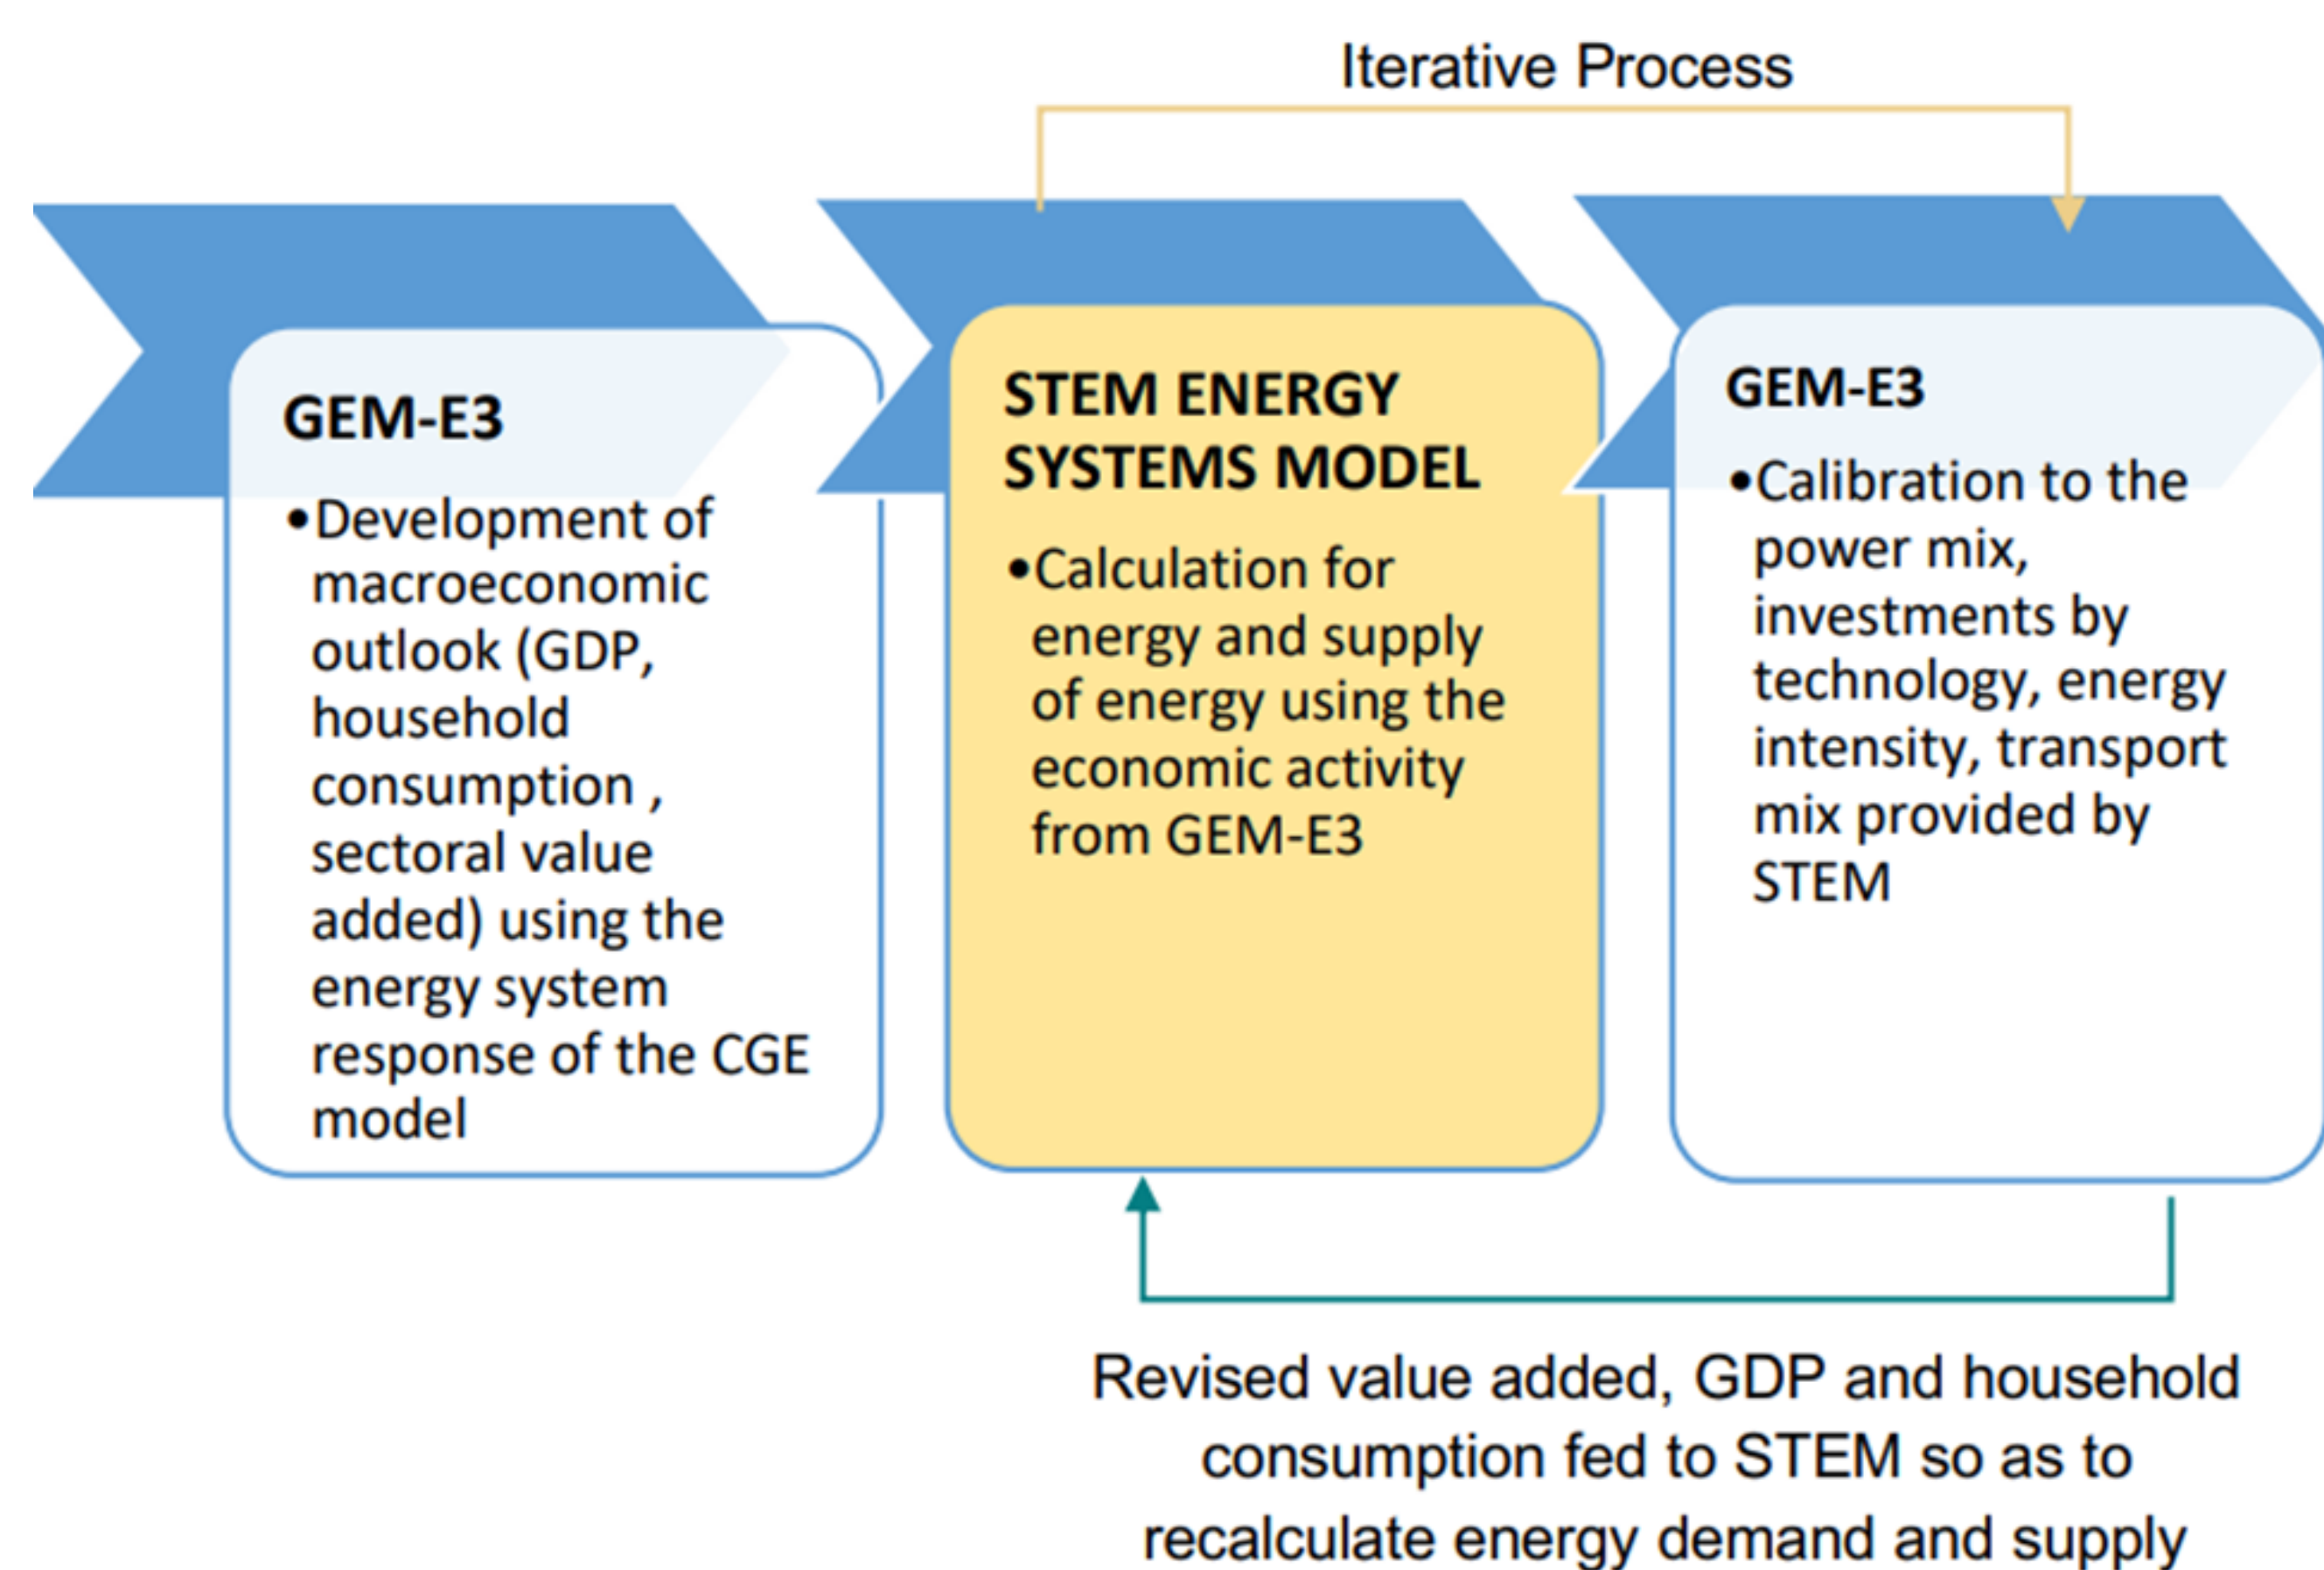 Iterative Process
GEM-E3
•Development of
macroeconomic
outlook (GDP,
household
consumption ,
sectoral value
added) using the
energy system
response of the CGE
model
STEM ENERGY
SYSTEMS MODEL
•Calculation for
energy and supply
of energy using the
economic activity
from GEM-E3
GEM-E3
•Calibration to the
power mix,
investments by
technology, energy
intensity, transport
mix provided by
STEM
Revised value added, GDP and household
consumption fed to STEM so as to
recalculate energy demand and supply